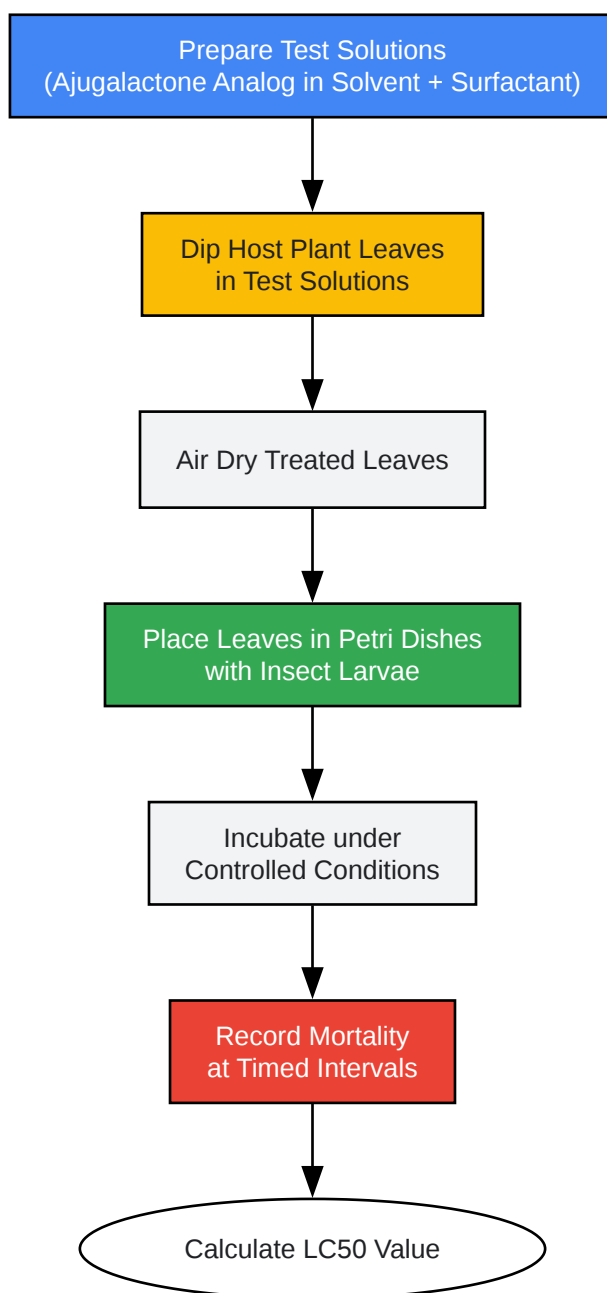 Prepare Test Solutions
(Ajugalactone Analog in Solvent + Surfactant)
Dip Host Plant Leaves
in Test Solutions
Air Dry Treated Leaves
Place Leaves in Petri Dishes
with Insect Larvae
Incubate under
Controlled Conditions
Record Mortality
at Timed Intervals
Calculate LC50 Value